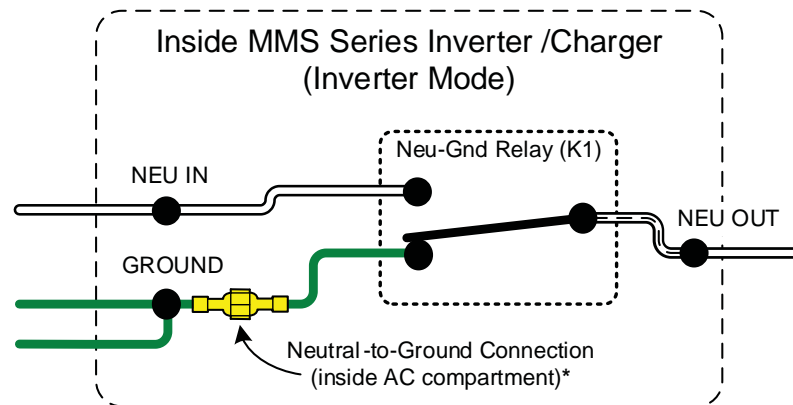 Inside MMS Series Inverter /Charger
(Inverter Mode)
Neu-Gnd Relay (K1)
NEU IN
NEU OUT
GROUND
Neutral-to-Ground Connection
(inside AC compartment)*